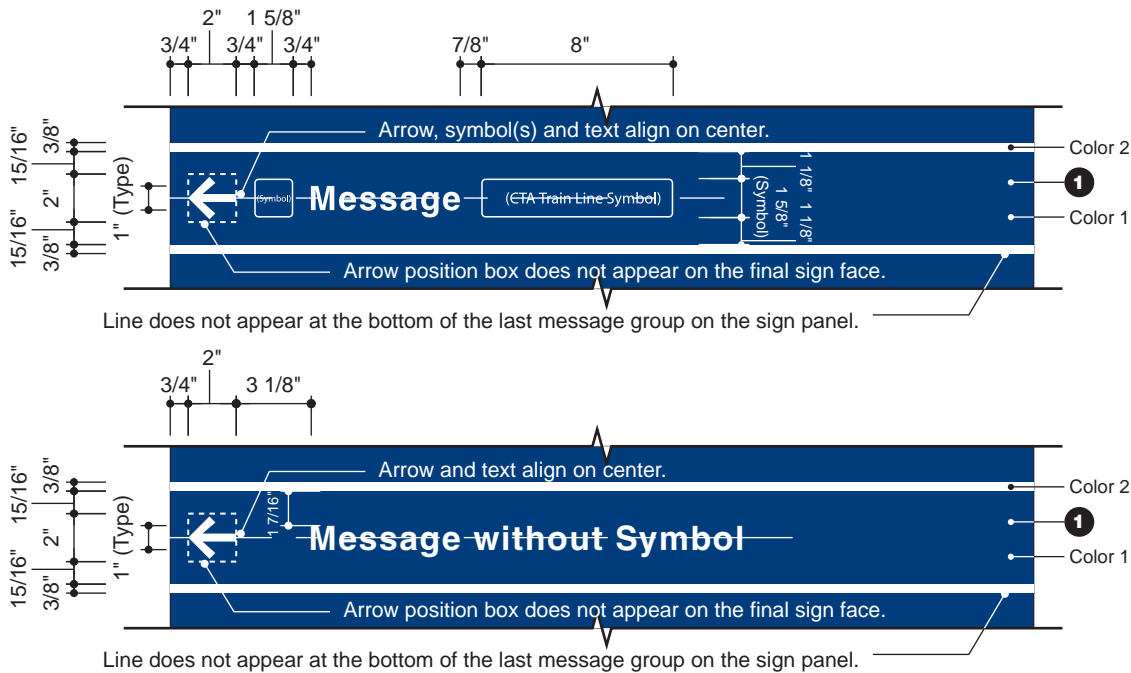 2" 1 5/8"
3/4" 3/4" 3/4" 7/8" 8"
3/8"
15/16"
2"
15/16"
3/8"
1" (Type)
Arrow, symbol(s) and text align on center.
(Symbol)
Message
(CTA Train Line Symbol)
1 1/8"
1 5/8"
(Symbol)
1 1/8"
Color 2
1
Color 1
Arrow position box does not appear on the final sign face.
Line does not appear at the bottom of the last message group on the sign panel.
2"
3/4" 3 1/8"
3/8"
15/16"
2"
15/16"
3/8"
1" (Type)
Arrow and text align on center.
1 7/16"
Message without Symbol
Color 2
1
Color 1
Arrow position box does not appear on the final sign face.
Line does not appear at the bottom of the last message group on the sign panel.